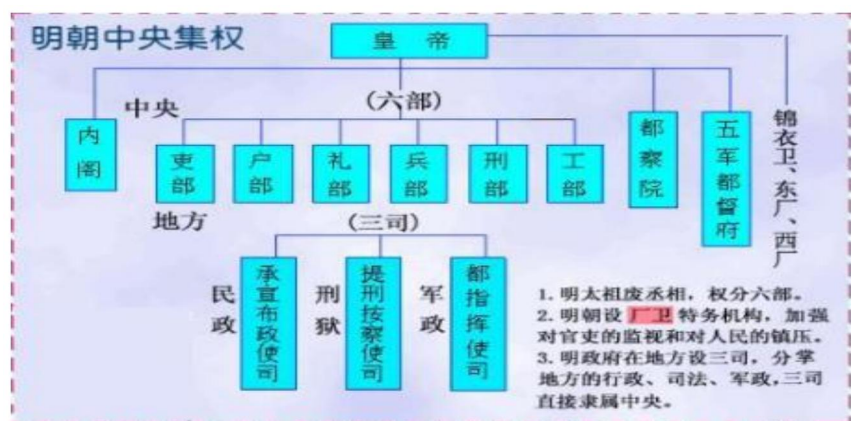 明朝中央集权
皇帝
中央
(六部)
内阁
吏部
户部
礼部
兵部
刑部
工部
都察院
五军都督府
锦衣卫、东厂、西厂
地方
(三司)
民政
承宣布政使司
刑狱
提刑按察使司
军政
都指挥使司
1. 明太祖废丞相，权分六部。
2. 明朝设厂卫特务机构，加强
对官吏的监视和对人民的镇压。
3. 明政府在地方设三司，分掌
地方的行政、司法、军政,三司
直接隶属中央。